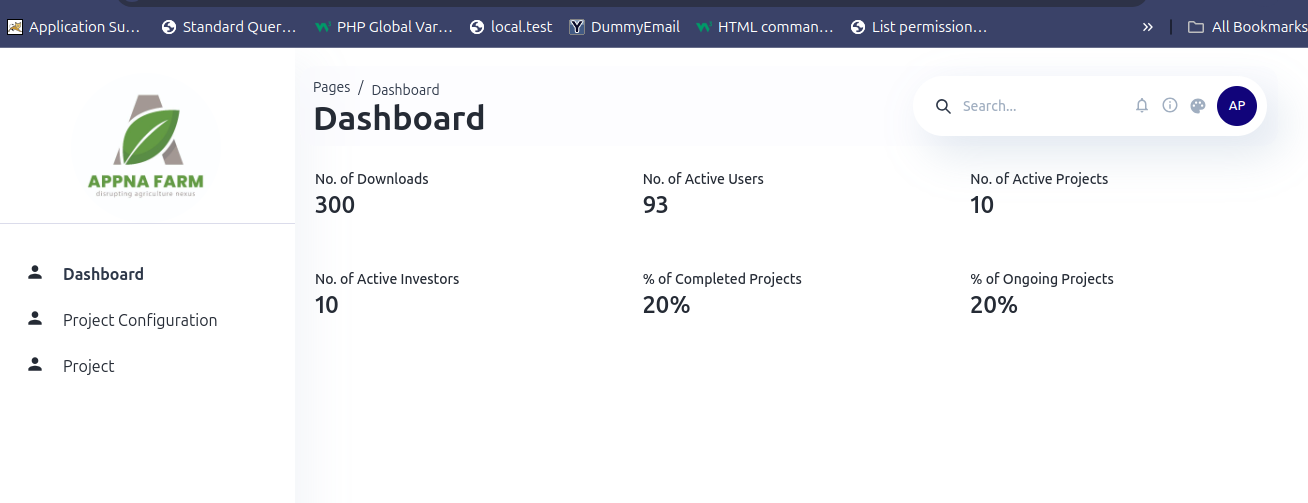 Application Su... Standard Quer... PHP Global Var... local.test DummyEmail HTML comman... List permission... » All Bookmarks
APPNA FARM
disrupting agriculture nexus
Pages / Dashboard
Dashboard
Search...
AP
Dashboard
Project Configuration
Project
No. of Downloads
300
No. of Active Users
93
No. of Active Projects
10
No. of Active Investors
10
% of Completed Projects
20%
% of Ongoing Projects
20%